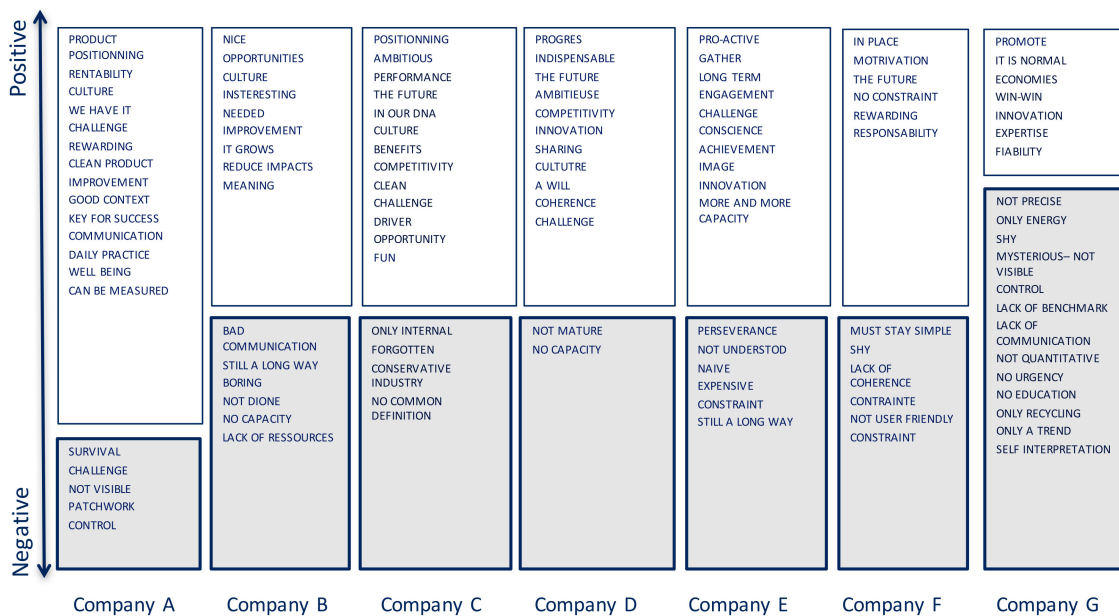 Positive
Negative
PRODUCT
POSITIONNING
RENTABILITY
CULTURE
WE HAVE IT
CHALLENGE
REWARDING
CLEAN PRODUCT
IMPROVEMENT
GOOD CONTEXT
KEY FOR SUCCESS
COMMUNICATION
DAILY PRACTICE
WELL BEING
CAN BE MEASURED
SURVIVAL
CHALLENGE
NOT VISIBLE
PATCHWORK
CONTROL
Company A
NICE
OPPORTUNITIES
CULTURE
INSTERESTING
NEEDED
IMPROVEMENT
IT GROWS
REDUCE IMPACTS
MEANING
BAD
COMMUNICATION
STILL A LONG WAY
BORING
NOT DIONE
NO CAPACITY
LACK OF RESSOURCES
Company B
POSITIONNING
AMBITIOUS
PERFORMANCE
THE FUTURE
IN OUR DNA
CULTURE
BENEFITS
COMPETITIVITY
CLEAN
CHALLENGE
DRIVER
OPPORTUNITY
FUN
ONLY INTERNAL
FORGOTTEN
CONSERVATIVE
INDUSTRY
NO COMMON
DEFINITION
Company C
PROGRES
INDISPENSABLE
THE FUTURE
AMBITIEUSE
COMPETITIVITY
INNOVATION
SHARING
CULTUTRE
A WILL
COHERENCE
CHALLENGE
NOT MATURE
NO CAPACITY
Company D
PRO-ACTIVE
GATHER
LONG TERM
ENGAGEMENT
CHALLENGE
CONSCIENCE
ACHIEVEMENT
IMAGE
INNOVATION
MORE AND MORE
CAPACITY
PERSEVERANCE
NOT UNDERSTOD
NAIVE
EXPENSIVE
CONSTRAINT
STILL A LONG WAY
Company E
IN PLACE
MOTIVATION
THE FUTURE
NO CONSTRAINT
REWARDING
RESPONSABILITY
MUST STAY SIMPLE
SHY
LACK OF
COHERENCE
CONTRAINTE
NOT USER FRIENDLY
CONSTRAINT
Company F
PROMOTE
IT IS NORMAL
ECONOMIES
WIN-WIN
INNOVATION
EXPERTISE
FIABILITY
NOT PRECISE
ONLY ENERGY
SHY
MYSTERIOUS– NOT
VISIBLE
CONTROL
LACK OF BENCHMARK
LACK OF
COMMUNICATION
NOT QUANTITATIVE
NO URGENCY
NO EDUCATION
ONLY RECYCLING
ONLY A TREND
SELF INTERPRETATION
Company G